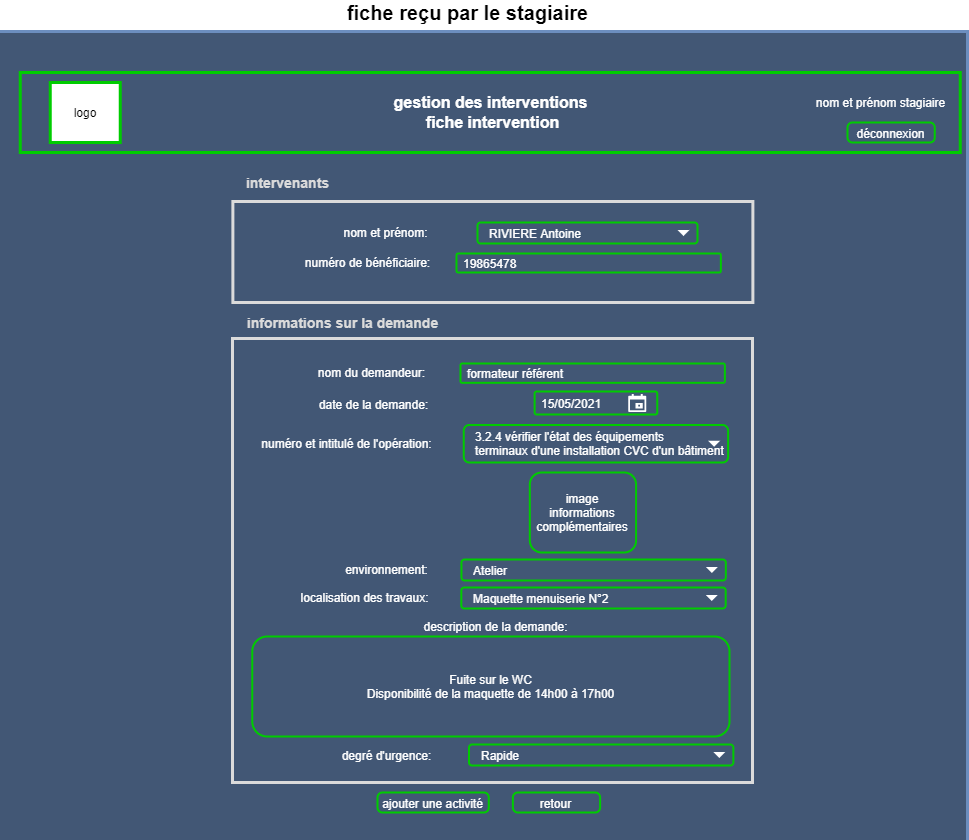 fiche reçu par le stagiaire
logo
gestion des interventions
fiche intervention
nom et prénom stagiaire
déconnexion
intervenants
nom et prénom:
RIVIERE Antoine
numéro de bénéficiaire:
19865478
informations sur la demande
nom du demandeur:
formateur référent
date de la demande:
15/05/2021
numéro et intitulé de l'opération:
3.2.4 vérifier l'état des équipements
terminaux d'une installation CVC d'un bâtiment
image
informations
complémentaires
environnement:
Atelier
localisation des travaux:
Maquette menuiserie N°2
description de la demande:
Fuite sur le WC
Disponibilité de la maquette de 14h00 à 17h00
degré d'urgence:
Rapide
ajouter une activité
retour